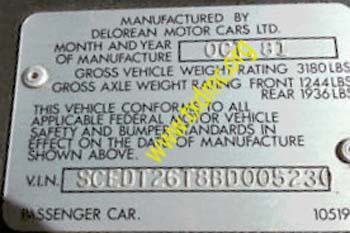 MANUFACTURED BY
DELOREAN MOTOR CARS LTD.
MONTH AND YEAR
OF MANUFACTURE OCT 81
GROSS VEHICLE WEIGHT RATING 3180 LBS
GROSS AXLE WEIGHT RATING FRONT 1244 LBS
REAR 1936 LBS
THIS VEHICLE CONFORMS TO ALL
APPLICABLE FEDERAL MOTOR VEHICLE
SAFETY AND BUMPER STANDARDS IN
EFFECT ON THE DATE OF MANUFACTURE
SHOWN ABOVE.
V.I.N. SCEDT26T8BD005230
PASSENGER CAR. 10519